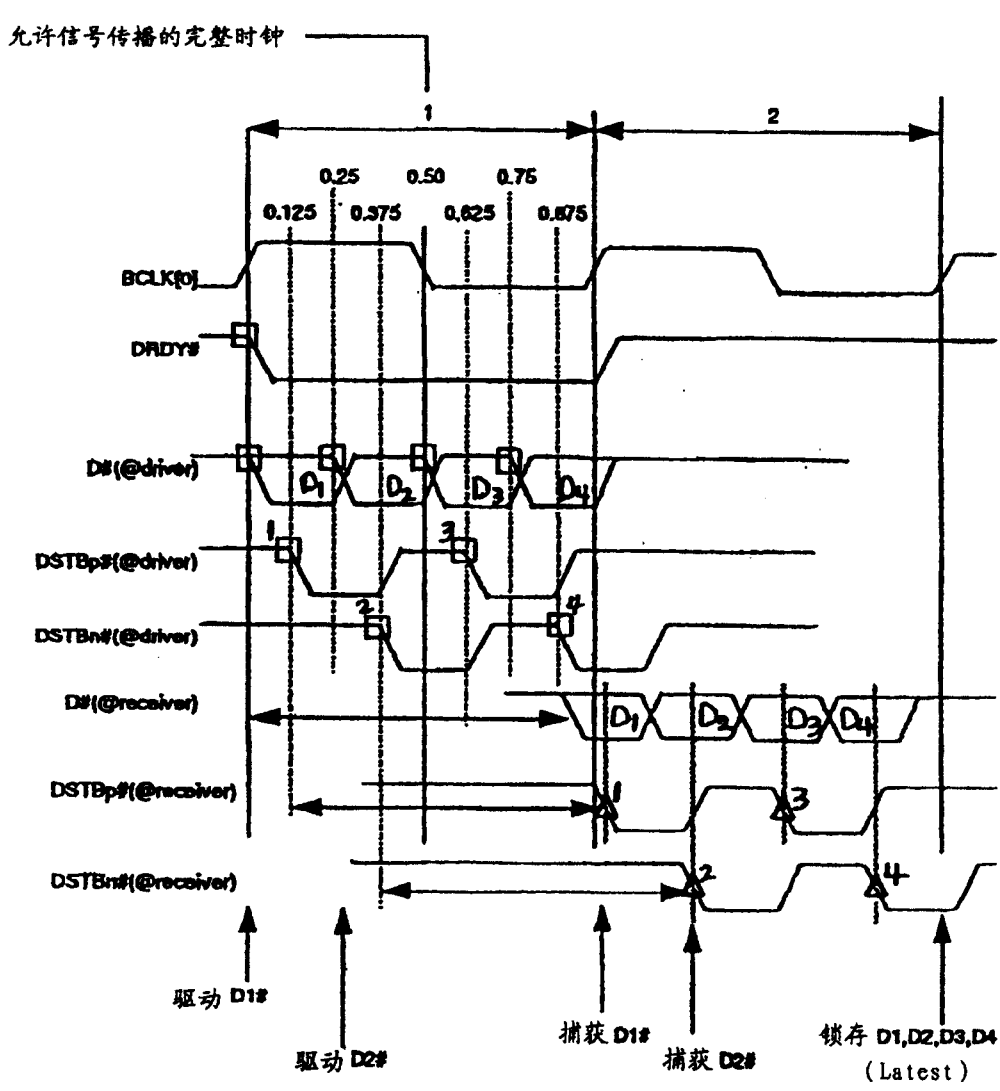 允许信号传播的完整时钟
1
2
0.25 0.50 0.75
0.125 0.375 0.625 0.875
BCLK[0]
DRDY#
D#(@driver)
D1 D2 D3 D4
1 3
DSTBp#(@driver)
2 4
DSTBn#(@driver)
D#(@receiver)
D1 D2 D3 D4
DSTBp#(@receiver)
1 3
DSTBn#(@receiver)
2 4
驱动 D1#
驱动 D2#
捕获 D1#
捕获 D2#
锁存 D1,D2,D3,D4
(Latest)